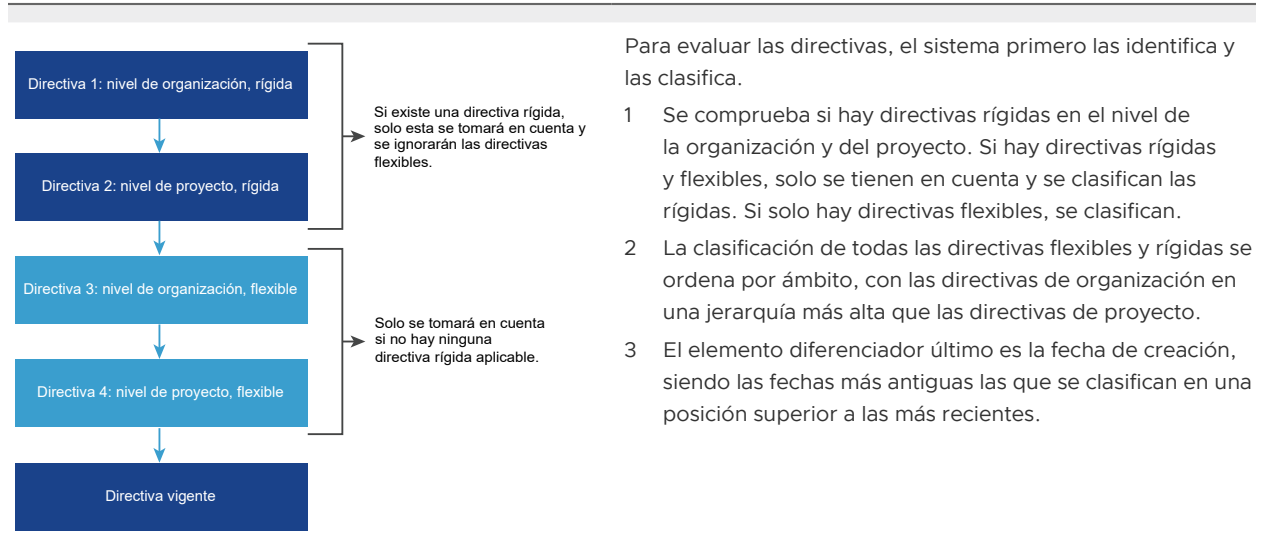 Directiva 1: nivel de organización, rígida
Directiva 2: nivel de proyecto, rígida
Directiva 3: nivel de organización, flexible
Directiva 4: nivel de proyecto, flexible
Directiva vigente
Si existe una directiva rígida,
solo esta se tomará en cuenta y
se ignorarán las directivas
flexibles.
Solo se tomará en cuenta
si no hay ninguna
directiva rígida aplicable.
Para evaluar las directivas, el sistema primero las identifica y
las clasifica.
1 Se comprueba si hay directivas rígidas en el nivel de
la organización y del proyecto. Si hay directivas rígidas
y flexibles, solo se tienen en cuenta y se clasifican las
rígidas. Si solo hay directivas flexibles, se clasifican.
2 La clasificación de todas las directivas flexibles y rígidas se
ordena por ámbito, con las directivas de organización en
una jerarquía más alta que las directivas de proyecto.
3 El elemento diferenciador último es la fecha de creación,
siendo las fechas más antiguas las que se clasifican en una
posición superior a las más recientes.